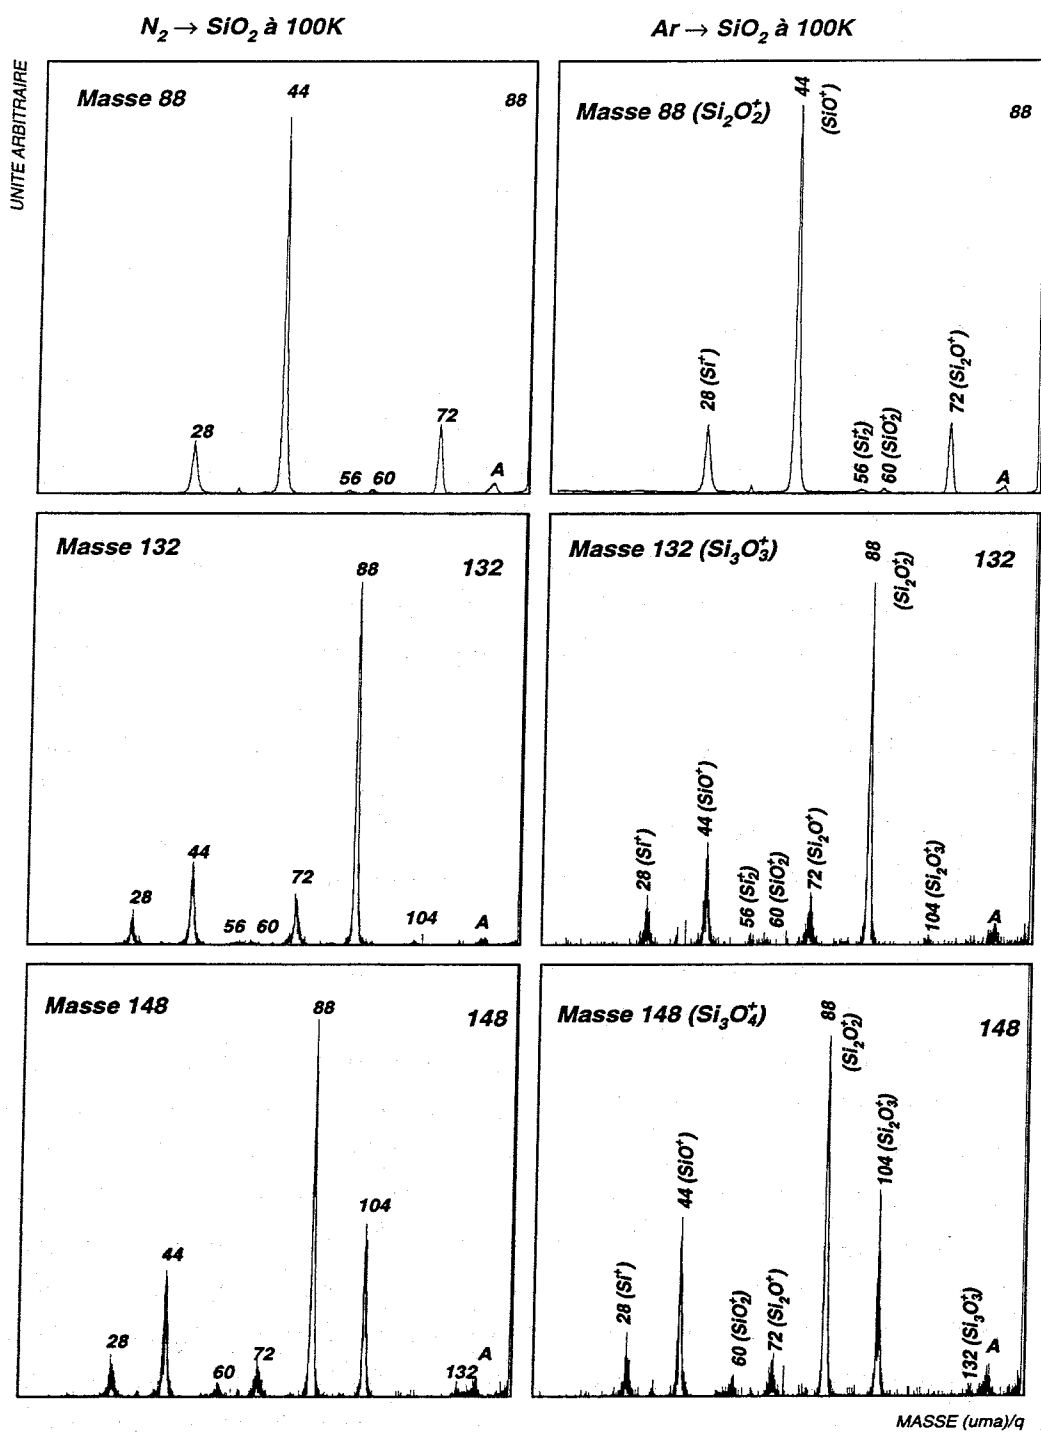 N₂ → SiO₂ à 100K
Ar → SiO₂ à 100K
UNITE ARBITRAIRE
Masse 88
44
88
28
56
60
72
A
Masse 88 (Si₂O₂⁺)
44 (SiO⁺)
88
28 (Si⁺)
56 (Si₂⁺)
60 (SiO₂⁺)
72 (Si₂O⁺)
A
Masse 132
88
132
28
44
56
60
72
104
A
Masse 132 (Si₃O₃⁺)
88 (Si₂O₂⁺)
132
28 (Si⁺)
44 (SiO⁺)
56 (Si₂⁺)
60 (SiO₂⁺)
72 (Si₂O⁺)
104 (Si₂O₃⁺)
A
Masse 148
88
148
28
44
60
72
104
132
A
Masse 148 (Si₃O₄⁺)
88 (Si₂O₂⁺)
148
28 (Si⁺)
44 (SiO⁺)
60 (SiO₂⁺)
72 (Si₂O⁺)
104 (Si₂O₃⁺)
132 (Si₃O₃⁺)
A
MASSE (uma)/q